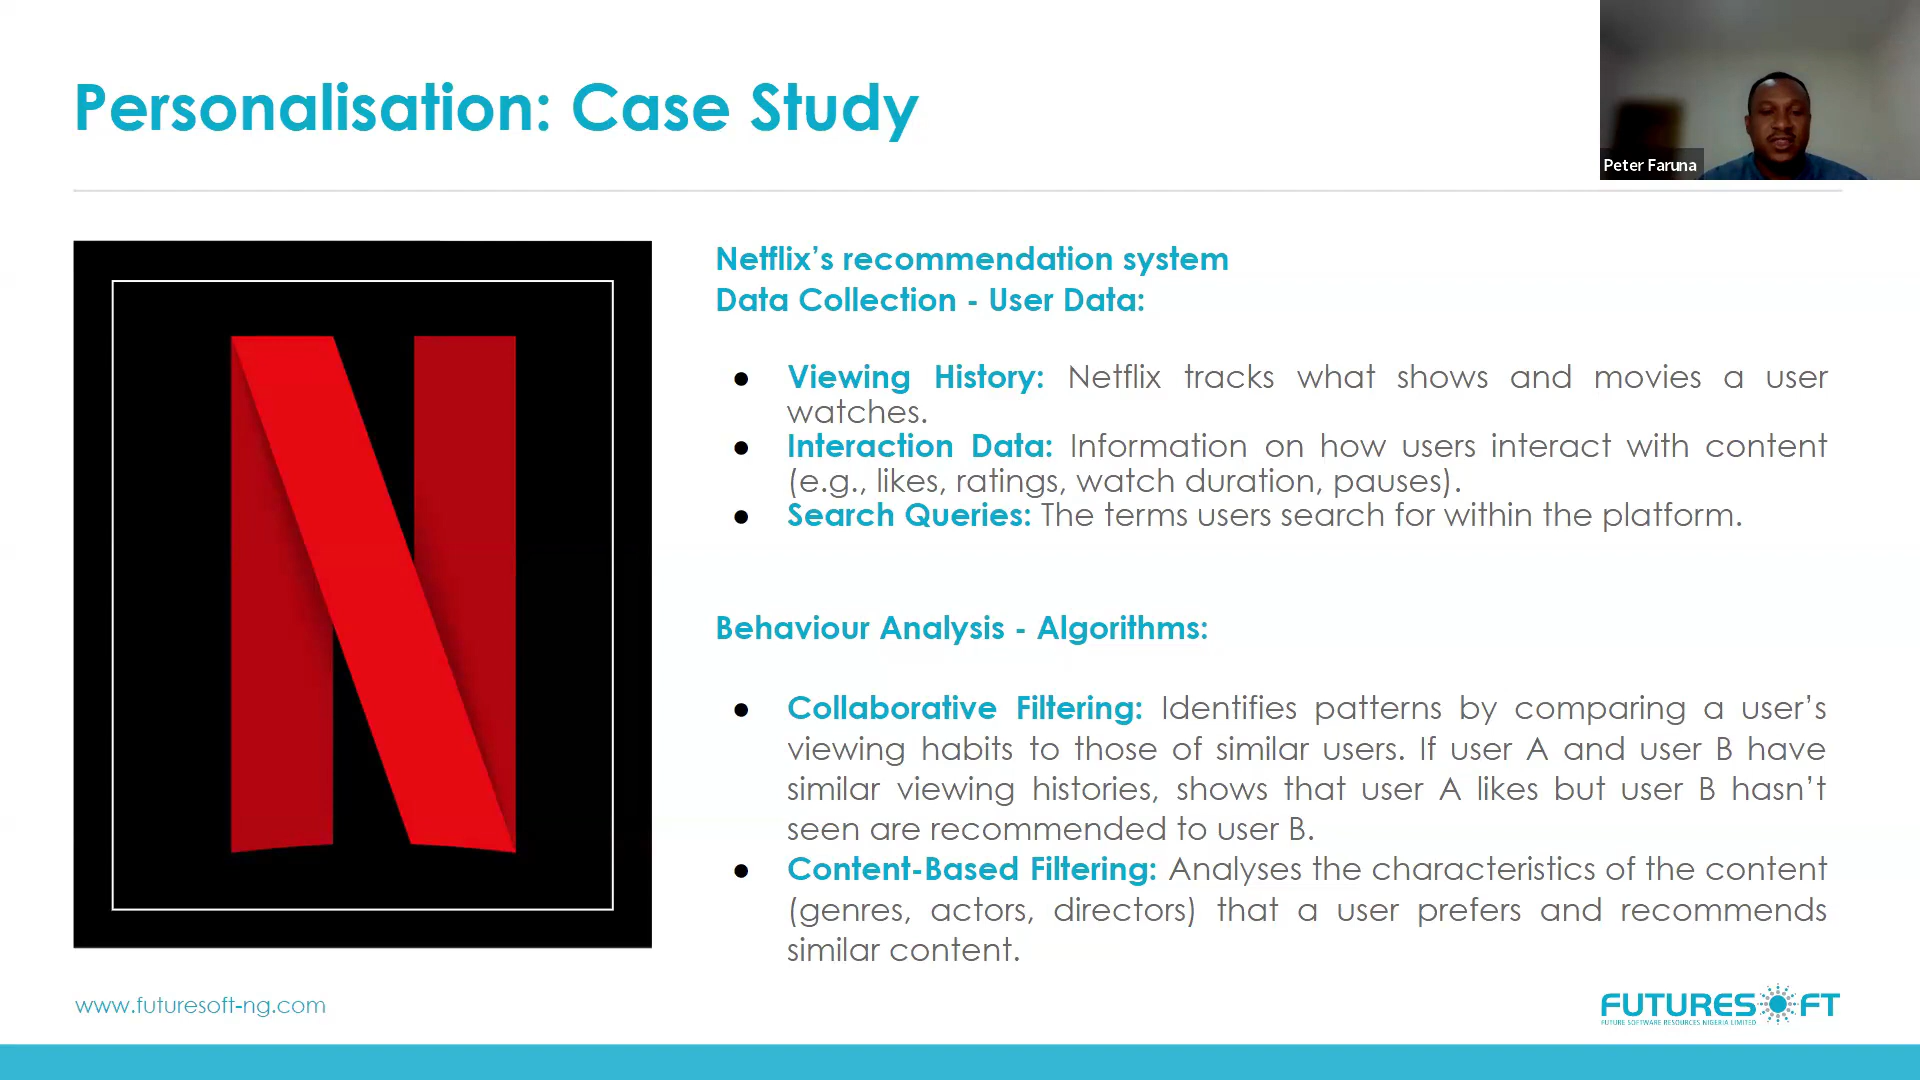 Personalisation: Case Study
Peter Faruna
Netflix’s recommendation system
Data Collection - User Data:
● Viewing History: Netflix tracks what shows and movies a user
watches.
● Interaction Data: Information on how users interact with content
(e.g., likes, ratings, watch duration, pauses).
● Search Queries: The terms users search for within the platform.
Behaviour Analysis - Algorithms:
● Collaborative Filtering: Identifies patterns by comparing a user’s
viewing habits to those of similar users. If user A and user B have
similar viewing histories, shows that user A likes but user B hasn’t
seen are recommended to user B.
● Content-Based Filtering: Analyses the characteristics of the content
(genres, actors, directors) that a user prefers and recommends
similar content.
www.futuresoft-ng.com
FUTURESOFT
FUTURE SOFTWARE RESOURCES NIGERIA LIMITED